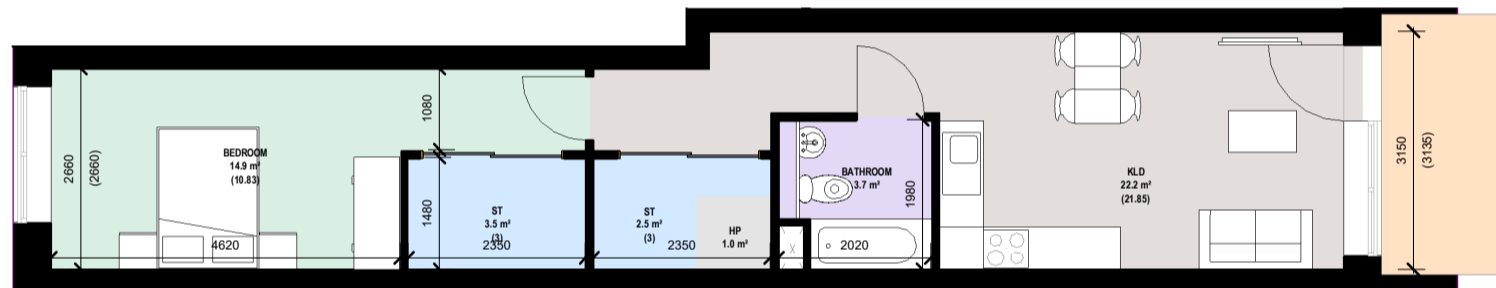 BEDROOM
14.9 m²
(10.83)
2660
(2660)
4620
1080
1480
ST
3.5 m²
(3)
2350
ST
2.5 m²
(3)
2350
HP
1.0 m²
BATHROOM
3.7 m²
1980
2020
KLD
22.2 m²
(21.85)
3150
(3135)